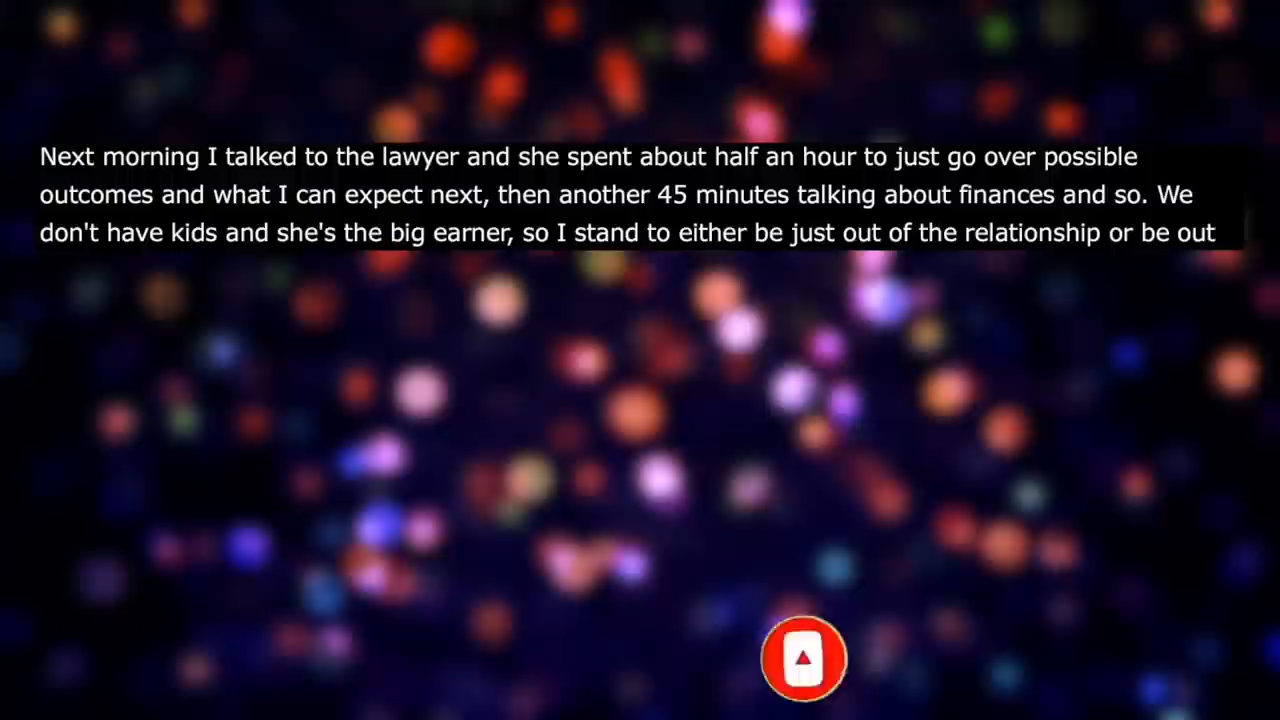 Next morning I talked to the lawyer and she spent about half an hour to just go over possible
outcomes and what I can expect next, then another 45 minutes talking about finances and so. We
don't have kids and she's the big earner, so I stand to either be just out of the relationship or be out